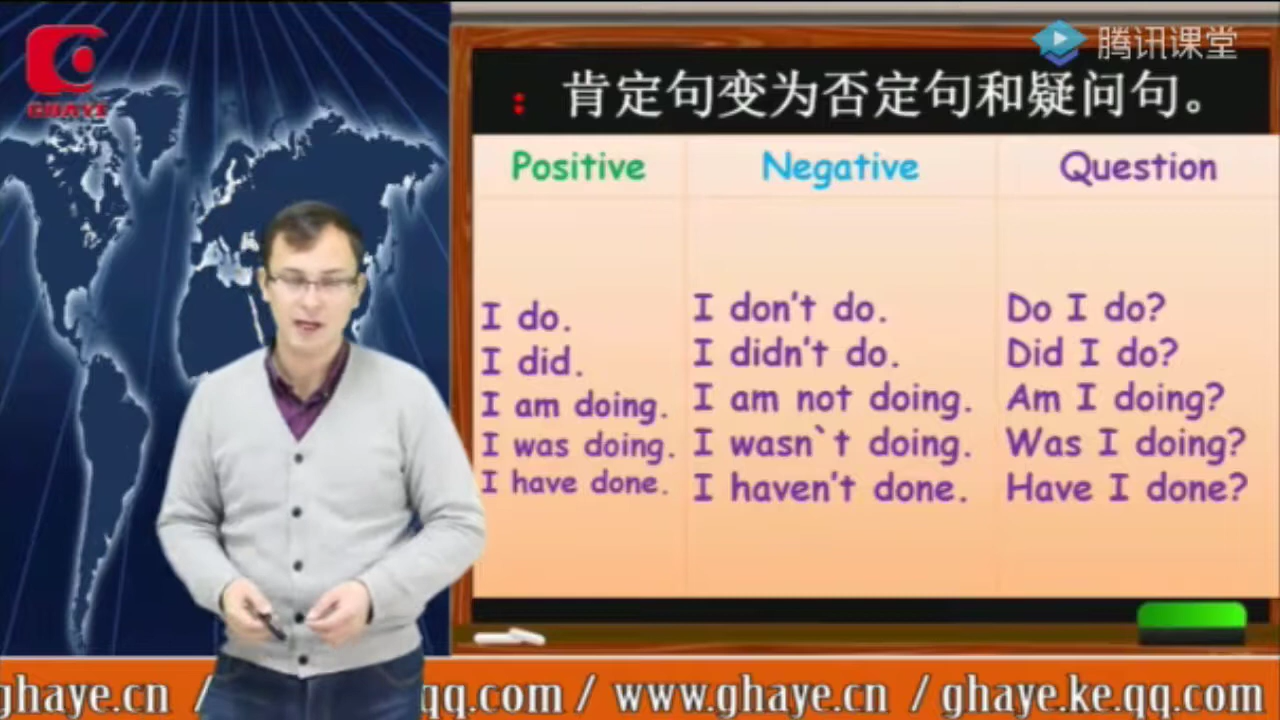 GHAYE
腾讯课堂
: 肯定句变为否定句和疑问句。
Positive Negative Question
I do. I don't do. Do I do?
I did. I didn't do. Did I do?
I am doing. I am not doing. Am I doing?
I was doing. I wasn`t doing. Was I doing?
I have done. I haven't done. Have I done?
ghaye.cn / qq.com / www.ghaye.cn / ghaye.ke.qq.com